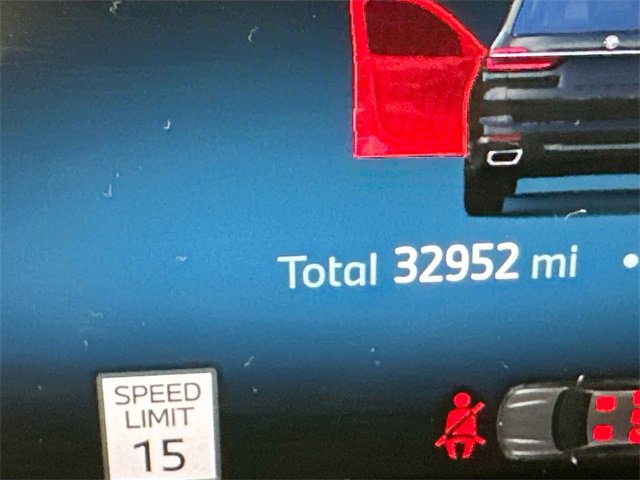 Total 32952 mi
SPEED
LIMIT
15